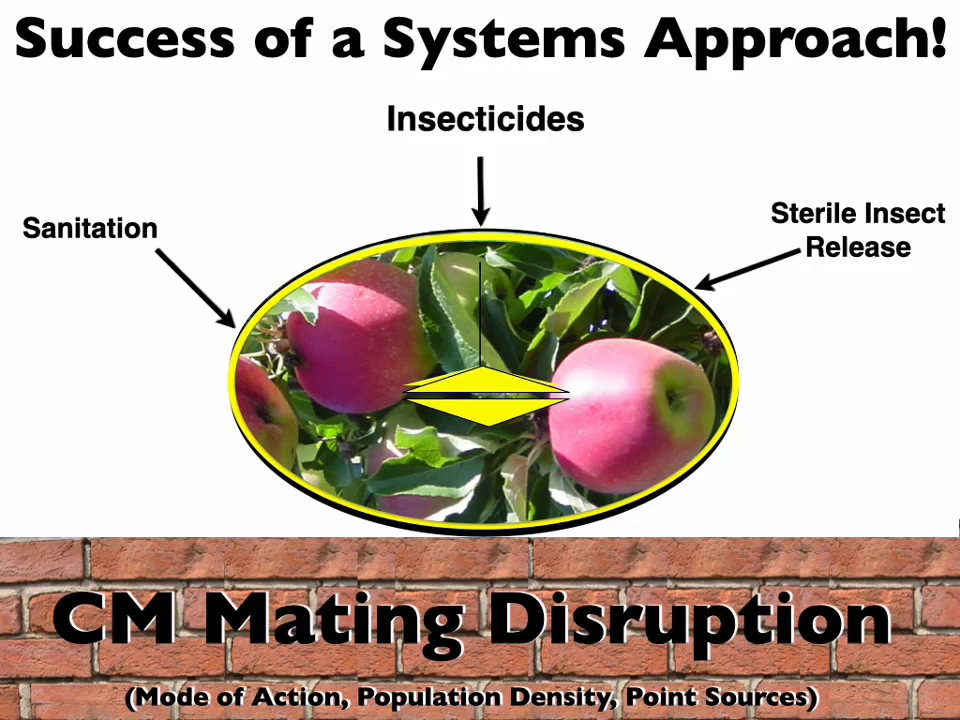 Success of a Systems Approach!
Insecticides
Sanitation
Sterile Insect
Release
CM Mating Disruption
(Mode of Action, Population Density, Point Sources)